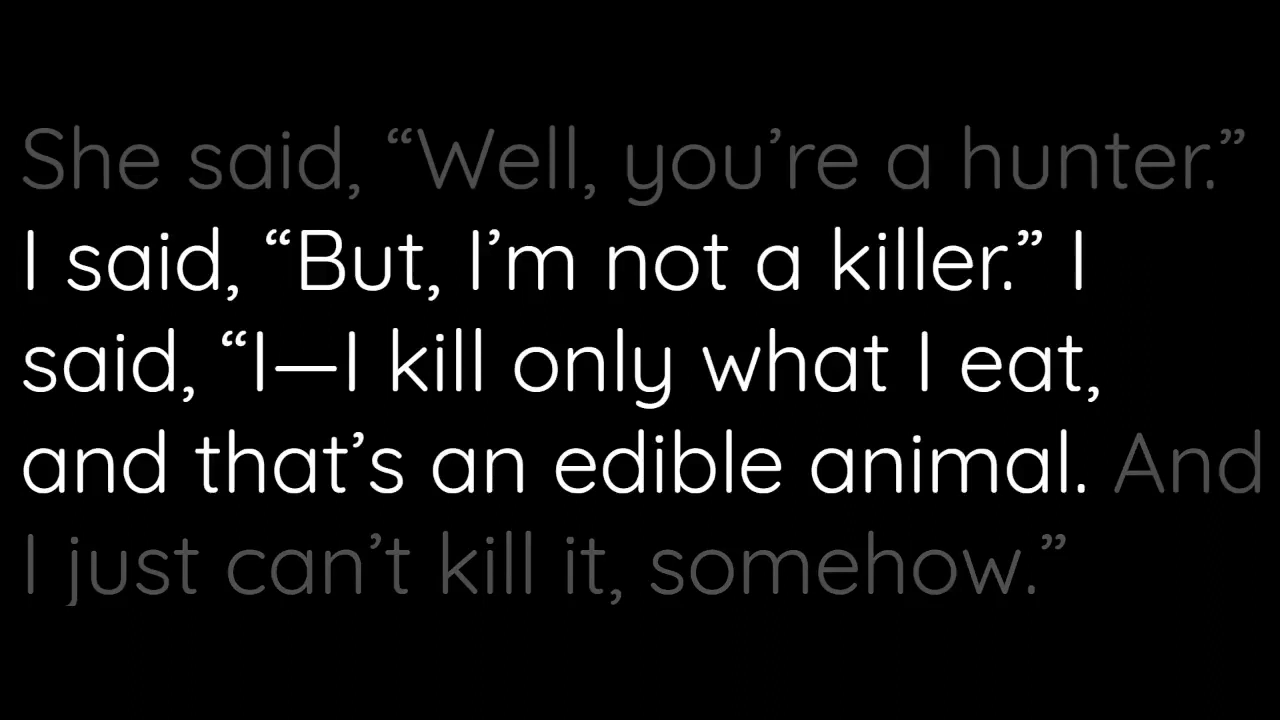 She said, “Well, you’re a hunter.”
I said, “But, I’m not a killer.” I
said, “I—I kill only what I eat,
and that’s an edible animal. And
I just can’t kill it, somehow.”